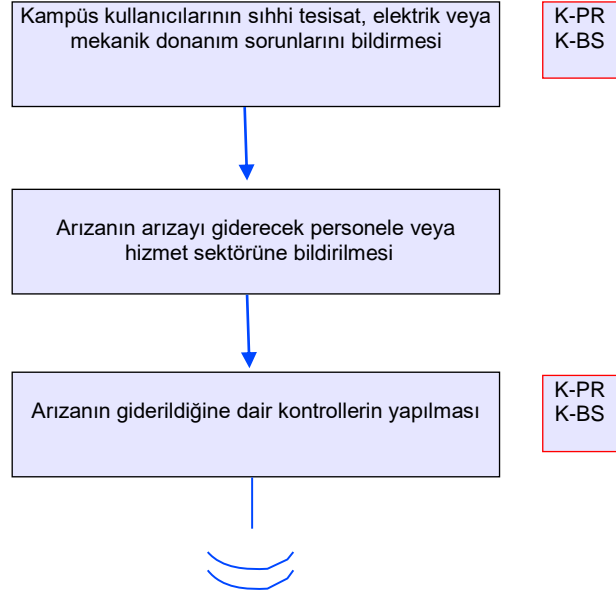 Kampüs kullanıcılarının sıhhi tesisat, elektrik veya
mekanik donanım sorunlarını bildirmesi
K-PR
K-BS
Arızanın arızayı giderecek personele veya
hizmet sektörüne bildirilmesi
Arızanın giderildiğine dair kontrollerin yapılması
K-PR
K-BS